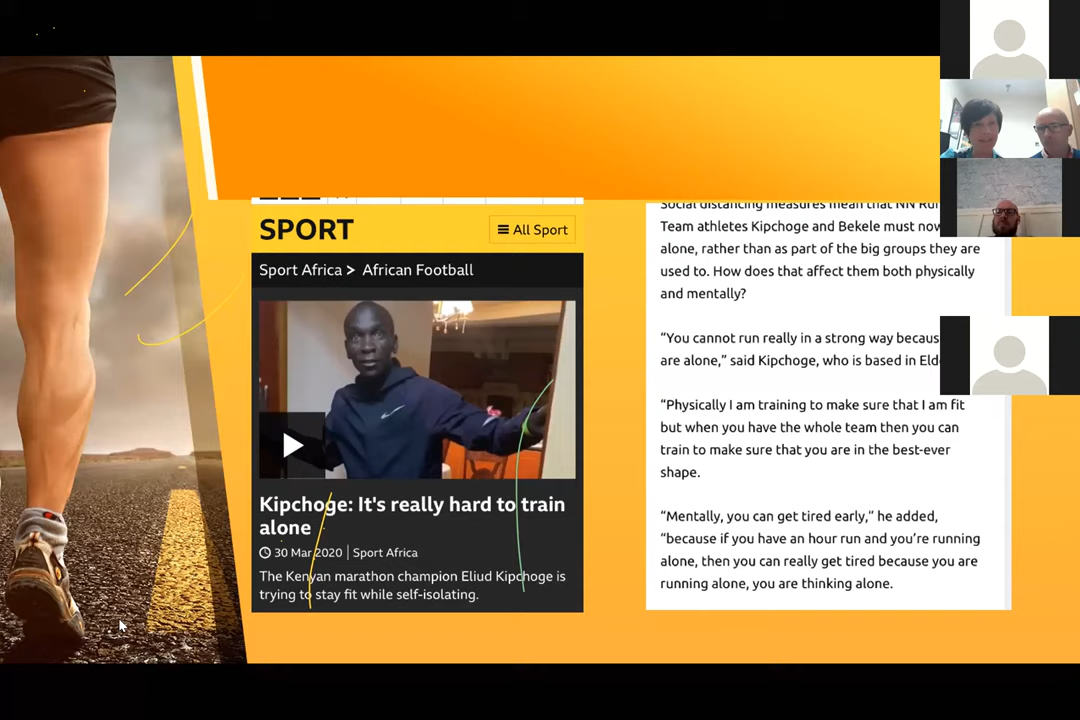 SPORT
All Sport
Sport Africa > African Football
Kipchoge: It's really hard to train
alone
30 Mar 2020 | Sport Africa
The Kenyan marathon champion Eliud Kipchoge is
trying to stay fit while self-isolating.
Social distancing measures mean that NN
Team athletes Kipchoge and Bekele must now
alone, rather than as part of the big groups they are
used to. How does that affect them both physically
and mentally?
“You cannot run really in a strong way
are alone,” said Kipchoge, who is based in
“Physically I am training to make sure that I am fit
but when you have the whole team then you can
train to make sure that you are in the best-ever
shape.
“Mentally, you can get tired early,” he added,
“because if you have an hour run and you’re running
alone, then you can really get tired because you are
running alone, you are thinking alone.